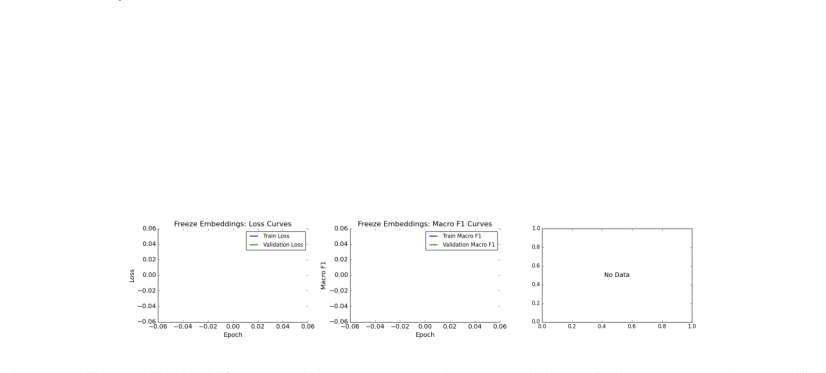 Freeze Embeddings: Loss Curves
0.06
0.04
0.02
0.00
−0.02
−0.04
−0.06
Loss
Train Loss
Validation Loss
−0.06 −0.04 −0.02 0.00 0.02 0.04 0.06
Epoch
Freeze Embeddings: Macro F1 Curves
0.06
0.04
0.02
0.00
−0.02
−0.04
−0.06
Macro F1
Train Macro F1
Validation Macro F1
−0.06 −0.04 −0.02 0.00 0.02 0.04 0.06
Epoch
1.0
0.8
0.6
0.4
0.2
0.0
No Data
0.0 0.2 0.4 0.6 0.8 1.0